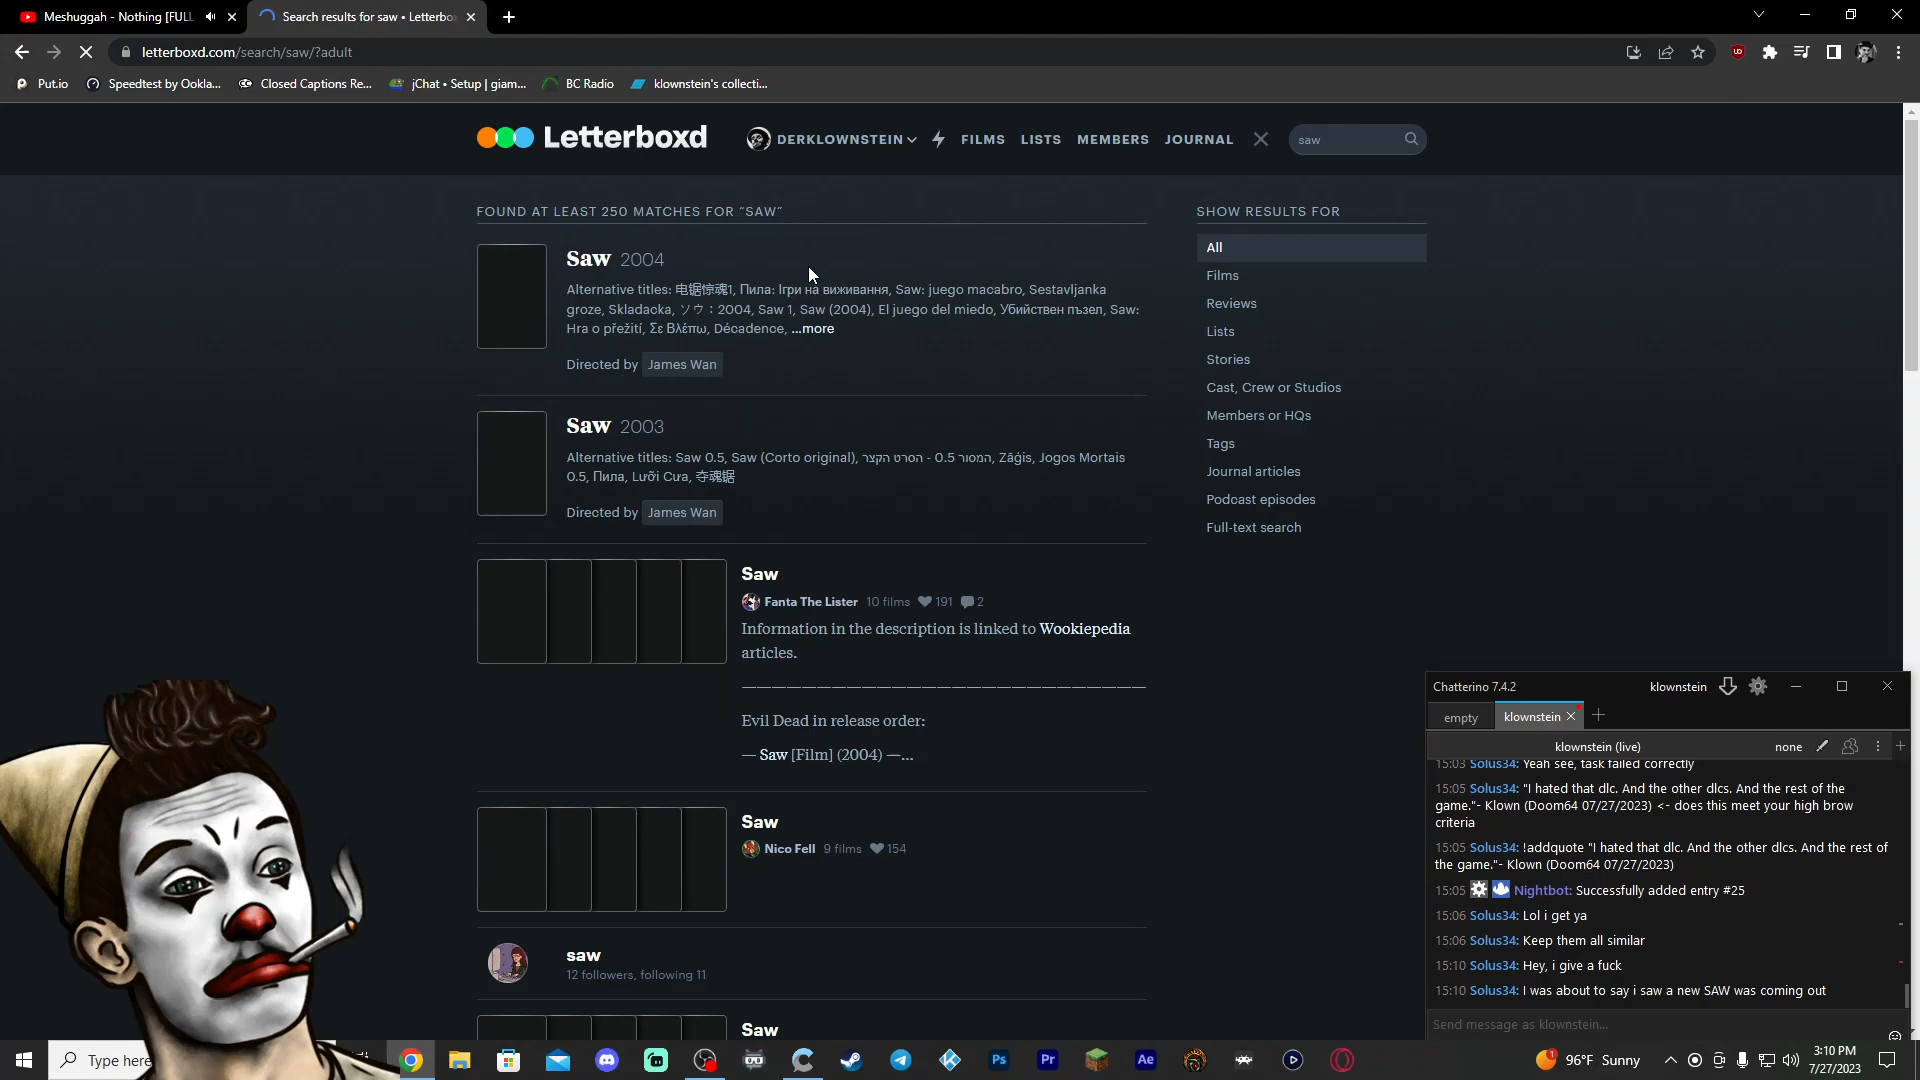 Meshuggah - Nothing [FULL
Search results for saw • Letterbo
letterboxd.com/search/saw/?adult
Put.io
Speedtest by Ookla...
Closed Captions Re...
jChat • Setup | giam...
BC Radio
klownstein's collecti...
Letterboxd
DERKLOWNSTEIN
FILMS
LISTS
MEMBERS
JOURNAL
saw
FOUND AT LEAST 250 MATCHES FOR “SAW”
Saw 2004
Alternative titles: 电锯惊魂1, Пила: Ігри на виживання, Saw: juego macabro, Sestavljanka
groze, Skladacka, ソウ：2004, Saw 1, Saw (2004), El juego del miedo, Убийствен пъзел, Saw:
Hra o přežití, Σε Βλέπω, Décadence, ...more
Directed by James Wan
Saw 2003
Alternative titles: Saw 0.5, Saw (Corto original), המסור 0.5 - הסרט הקצר, Zāģis, Jogos Mortais
0.5, Пила, Lưỡi Cưa, 夺魂锯
Directed by James Wan
Saw
Fanta The Lister 10 films 191 2
Information in the description is linked to Wookiepedia
articles.
———————————————————————————
Evil Dead in release order:
— Saw [Film] (2004) —...
Saw
Nico Fell 9 films 154
saw
12 followers, following 11
Saw
SHOW RESULTS FOR
All
Films
Reviews
Lists
Stories
Cast, Crew or Studios
Members or HQs
Tags
Journal articles
Podcast episodes
Full-text search
Chatterino 7.4.2
klownstein
empty
klownstein
klownstein (live)
none
15:03 Solus34: Yeah see, task failed correctly
15:05 Solus34: "I hated that dlc. And the other dlcs. And the rest of the
game."- Klown (Doom64 07/27/2023) <- does this meet your high brow
criteria
15:05 Solus34: !addquote "I hated that dlc. And the other dlcs. And the rest of
the game."- Klown (Doom64 07/27/2023)
15:05 Nightbot: Successfully added entry #25
15:06 Solus34: Lol i get ya
15:06 Solus34: Keep them all similar
15:10 Solus34: Hey, i give a fuck
15:10 Solus34: I was about to say i saw a new SAW was coming out
Send message as klownstein...
Type here
Ps
Pr
Ae
1
96°F Sunny
3:10 PM
7/27/2023